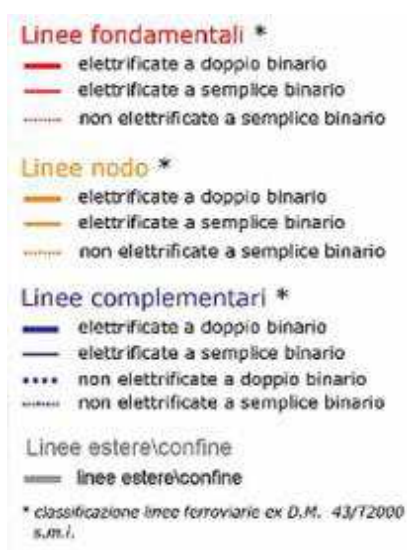 Linee fondamentali *
elettrificate a doppio binario
elettrificate a semplice binario
non elettrificate a semplice binario
Linee nodo *
elettrificate a doppio binario
elettrificate a semplice binario
non elettrificate a semplice binario
Linee complementari *
elettrificate a doppio binario
elettrificate a semplice binario
non elettrificate a doppio binario
non elettrificate a semplice binario
Linee estere\confine
linee estere\confine
* classificazione linee ferroviarie ex D.M. 43/T2000
s.m.i.